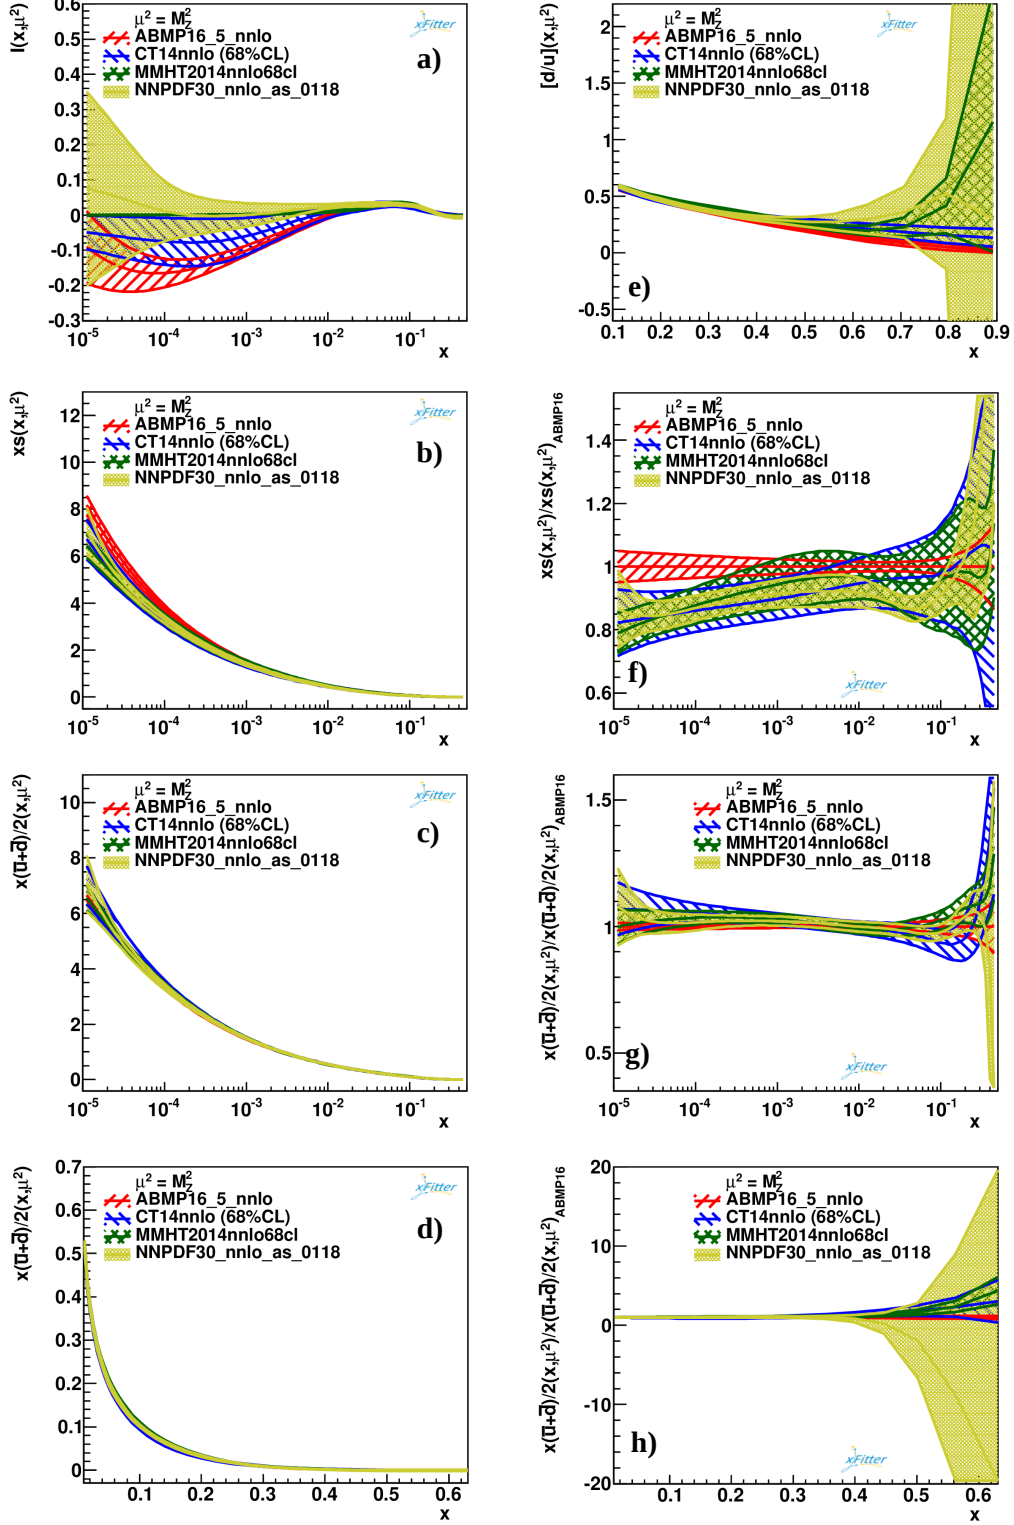 I(x,μ²)
μ² = M_Z²
ABMP16_5_nnlo
CT14nnlo (68%CL)
MMHT2014nnlo68cl
NNPDF30_nnlo_as_0118
xFitter
a)
0.6
0.5
0.4
0.3
0.2
0.1
0
-0.1
-0.2
-0.3
10⁻⁵ 10⁻⁴ 10⁻³ 10⁻² 10⁻¹
x
[d/u](x,μ²)
μ² = M_Z²
ABMP16_5_nnlo
CT14nnlo (68%CL)
MMHT2014nnlo68cl
NNPDF30_nnlo_as_0118
xFitter
e)
2
1.5
1
0.5
0
-0.5
0.1 0.2 0.3 0.4 0.5 0.6 0.7 0.8 0.9
x
xs(x,μ²)
μ² = M_Z²
ABMP16_5_nnlo
CT14nnlo (68%CL)
MMHT2014nnlo68cl
NNPDF30_nnlo_as_0118
xFitter
b)
12
10
8
6
4
2
0
10⁻⁵ 10⁻⁴ 10⁻³ 10⁻² 10⁻¹
x
xs(x,μ²)/xs(x,μ²)_ABMP16
μ² = M_Z²
ABMP16_5_nnlo
CT14nnlo (68%CL)
MMHT2014nnlo68cl
NNPDF30_nnlo_as_0118
xFitter
f)
1.4
1.2
1
0.8
0.6
10⁻⁵ 10⁻⁴ 10⁻³ 10⁻² 10⁻¹
x
x(u̅+d̅)/2(x,μ²)
μ² = M_Z²
ABMP16_5_nnlo
CT14nnlo (68%CL)
MMHT2014nnlo68cl
NNPDF30_nnlo_as_0118
xFitter
c)
10
8
6
4
2
0
10⁻⁵ 10⁻⁴ 10⁻³ 10⁻² 10⁻¹
x
x(u̅+d̅)/2(x,μ²)/x(u̅+d̅)/2(x,μ²)_ABMP16
μ² = M_Z²
ABMP16_5_nnlo
CT14nnlo (68%CL)
MMHT2014nnlo68cl
NNPDF30_nnlo_as_0118
xFitter
g)
1.5
1
0.5
10⁻⁵ 10⁻⁴ 10⁻³ 10⁻² 10⁻¹
x
x(u̅+d̅)/2(x,μ²)
μ² = M_Z²
ABMP16_5_nnlo
CT14nnlo (68%CL)
MMHT2014nnlo68cl
NNPDF30_nnlo_as_0118
xFitter
d)
0.7
0.6
0.5
0.4
0.3
0.2
0.1
0
0.1 0.2 0.3 0.4 0.5 0.6
x
x(u̅+d̅)/2(x,μ²)/x(u̅+d̅)/2(x,μ²)_ABMP16
μ² = M_Z²
ABMP16_5_nnlo
CT14nnlo (68%CL)
MMHT2014nnlo68cl
NNPDF30_nnlo_as_0118
xFitter
h)
20
10
0
-10
-20
0.1 0.2 0.3 0.4 0.5 0.6
x